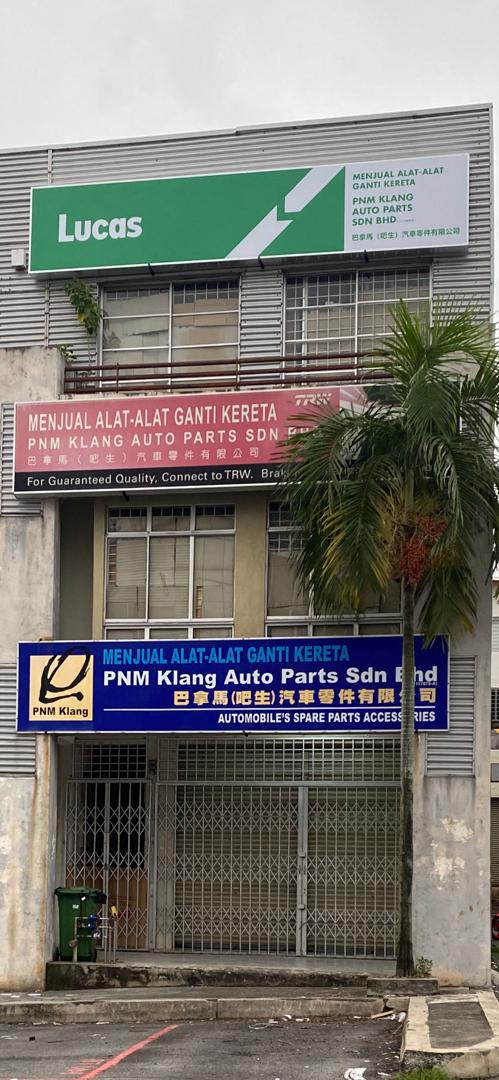 Lucas
MENJUAL ALAT-ALAT
GANTI KERETA
PNM KLANG
AUTO PARTS
SDN BHD
巴拿馬（吧生）汽車零件有限公司
TRW
MENJUAL ALAT-ALAT GANTI KERETA
PNM KLANG AUTO PARTS SDN
巴拿馬（吧生）汽車零件有限公司
For Guaranteed Quality, Connect to TRW.
PNM Klang
MENJUAL ALAT-ALAT GANTI KERETA
PNM Klang Auto Parts Sdn Bhd
巴拿馬(吧生)汽車零件有限公司
AUTOMOBILE'S SPARE PARTS ACCESSORIES